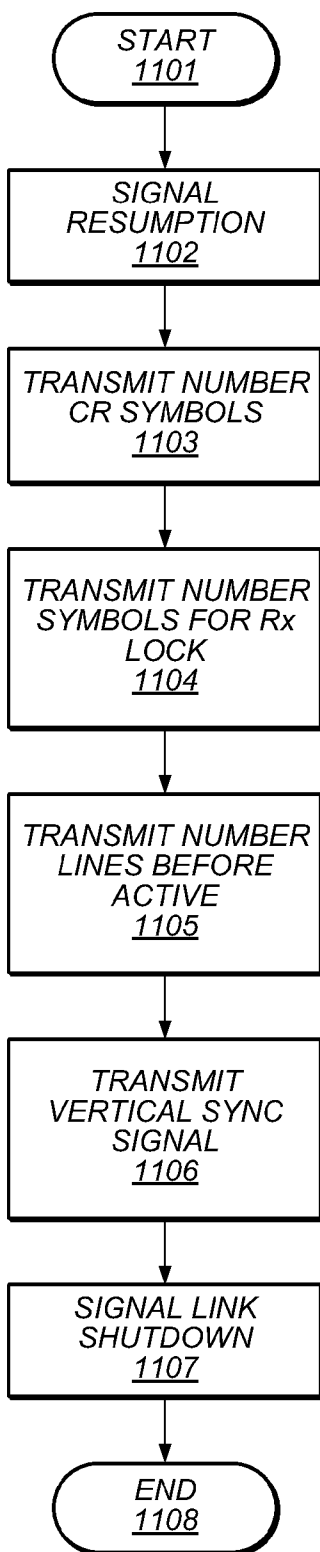 START
1101
SIGNAL
RESUMPTION
1102
TRANSMIT NUMBER
CR SYMBOLS
1103
TRANSMIT NUMBER
SYMBOLS FOR Rx
LOCK
1104
TRANSMIT NUMBER
LINES BEFORE
ACTIVE
1105
TRANSMIT
VERTICAL SYNC
SIGNAL
1106
SIGNAL LINK
SHUTDOWN
1107
END
1108